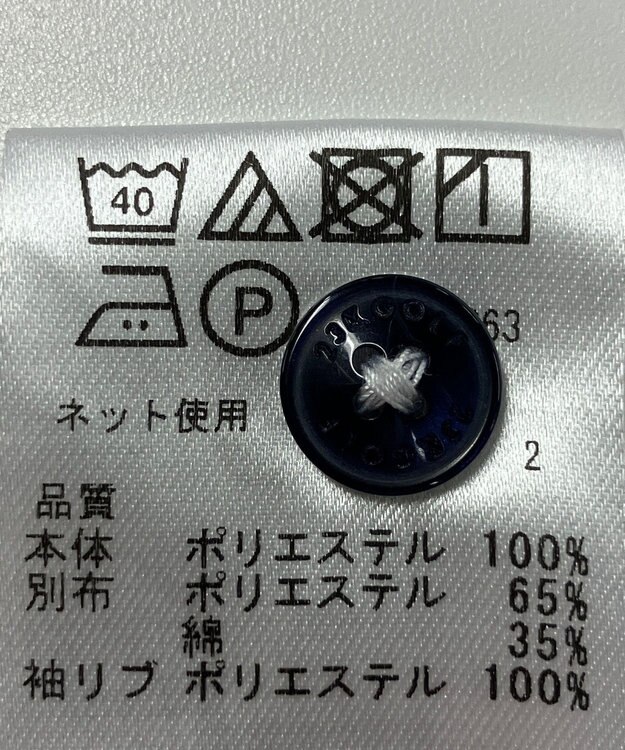 40
P
63
ネット使用
2
品質
本体 ポリエステル 100%
別布 ポリエステル 65%
綿 35%
袖リブ ポリエステル 100%